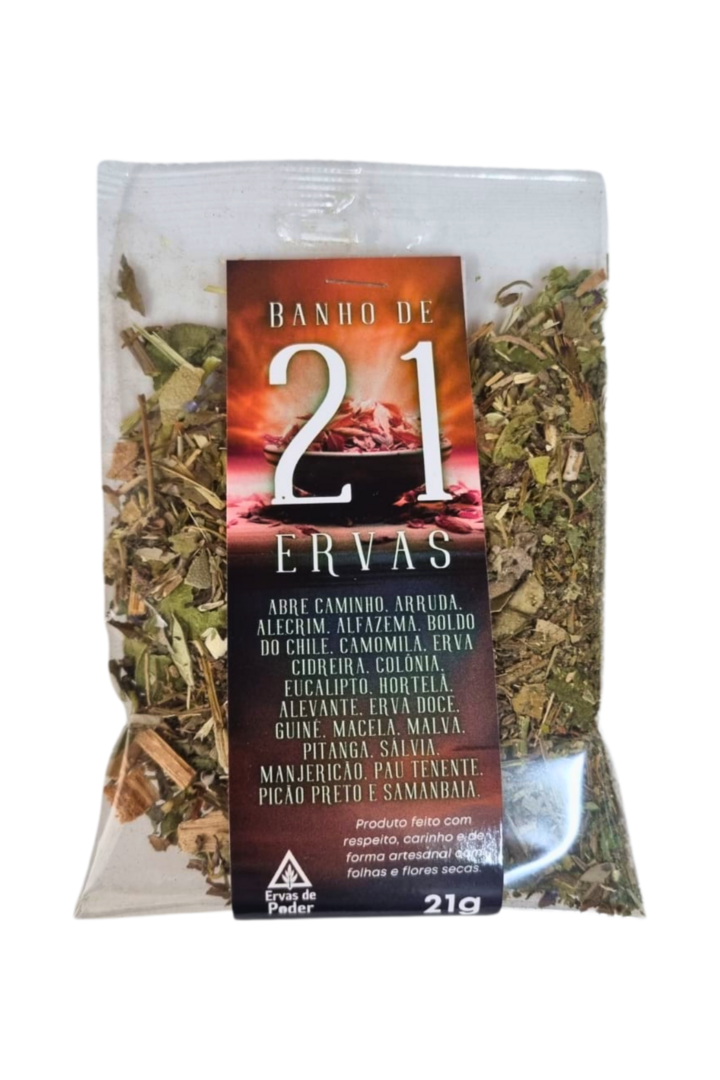 BANHO DE
21
ERVAS
ABRE CAMINHO, ARRUDA,
ALECRIM, ALFAZEMA, BOLDO
DO CHILE, CAMOMILA, ERVA
CIDREIRA, COLÔNIA,
EUCALIPTO, HORTELÃ,
ALEVANTE, ERVA DOCE,
GUINÉ, MACELA, MALVA,
PITANGA, SÁLVIA,
MANJERICÃO, PAU TENENTE,
PICÃO PRETO E SAMANBAIA.
Produto feito com
respeito, carinho e de
forma artesanal com
folhas e flores secas.
Ervas de
Poder
21g